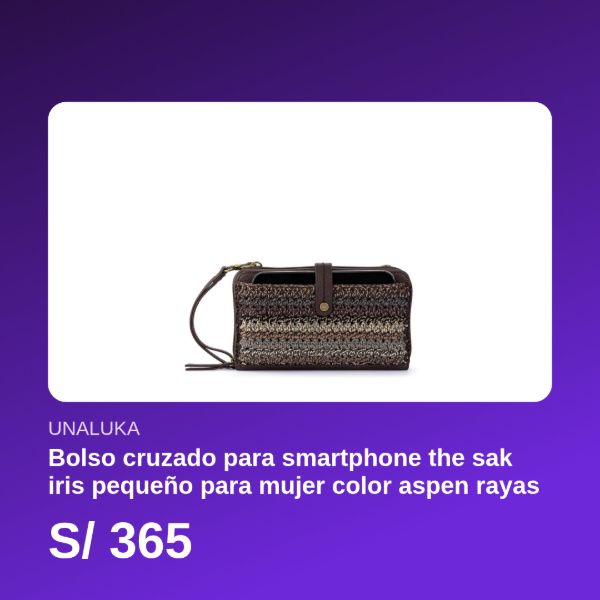 UNALUKA
Bolso cruzado para smartphone the sak
iris pequeño para mujer color aspen rayas
S/ 365